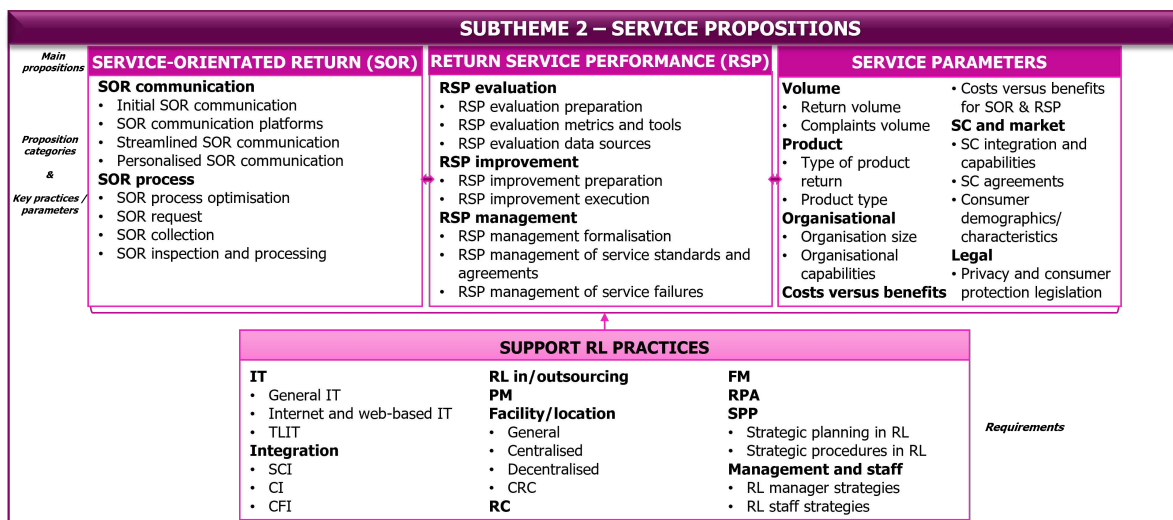 SUBTHEME 2 – SERVICE PROPOSITIONS
Main
propositions
Proposition
categories
&
Key practices /
parameters
SERVICE-ORIENTATED RETURN (SOR)
SOR communication
• Initial SOR communication
• SOR communication platforms
• Streamlined SOR communication
• Personalised SOR communication
SOR process
• SOR process optimisation
• SOR request
• SOR collection
• SOR inspection and processing
RETURN SERVICE PERFORMANCE (RSP)
RSP evaluation
• RSP evaluation preparation
• RSP evaluation metrics and tools
• RSP evaluation data sources
RSP improvement
• RSP improvement preparation
• RSP improvement execution
RSP management
• RSP management formalisation
• RSP management of service standards and
agreements
• RSP management of service failures
SERVICE PARAMETERS
Volume
• Return volume
• Complaints volume
Product
• Type of product
return
• Product type
Organisational
• Organisation size
• Organisational
capabilities
Costs versus benefits
• Costs versus benefits
for SOR & RSP
SC and market
• SC integration and
capabilities
• SC agreements
• Consumer
demographics/
characteristics
Legal
• Privacy and consumer
protection legislation
SUPPORT RL PRACTICES
IT
• General IT
• Internet and web-based IT
• TLIT
Integration
• SCI
• CI
• CFI
RL in/outsourcing
PM
Facility/location
• General
• Centralised
• Decentralised
• CRC
RC
FM
RPA
SPP
• Strategic planning in RL
• Strategic procedures in RL
Management and staff
• RL manager strategies
• RL staff strategies
Requirements